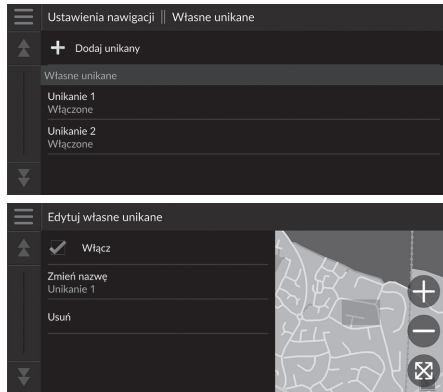 Ustawienia nawigacji || Własne unikane
Dodaj unikany
Własne unikane
Unikanie 1
Włączone
Unikanie 2
Włączone
Edytuj własne unikane
Włącz
Zmień nazwę
Unikanie 1
Usuń